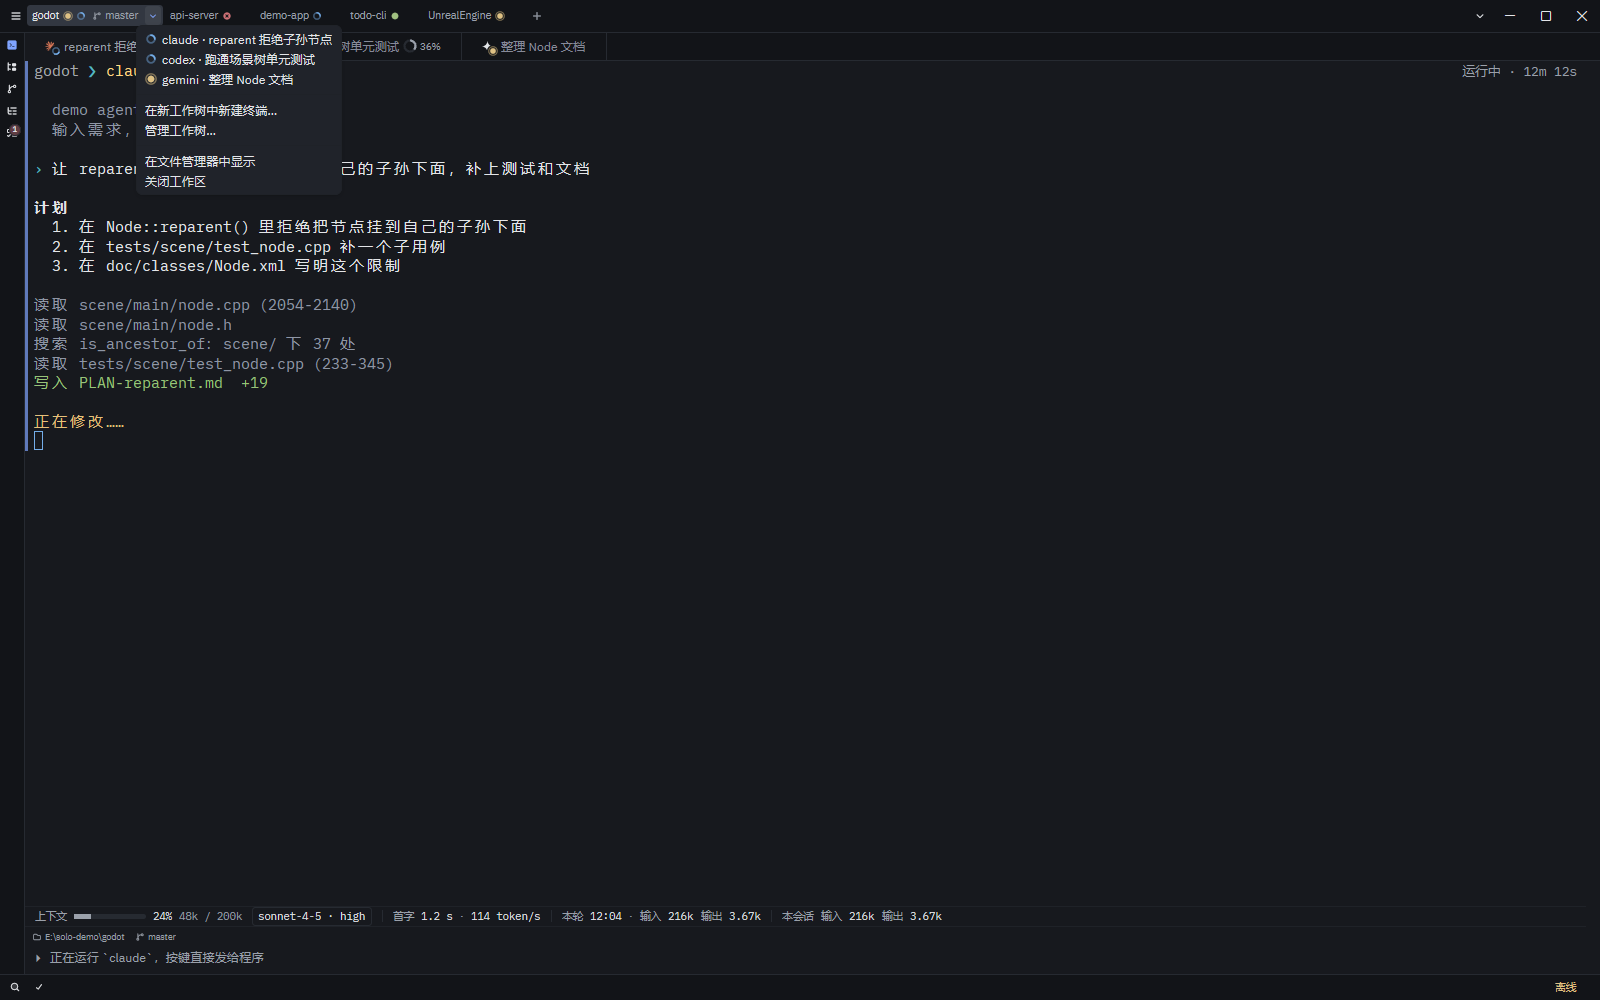 godot master api-server demo-app todo-cli UnrealEngine
reparent 拒绝 树单元测试 36% 整理 Node 文档
claude · reparent 拒绝子孙节点
codex · 跑通场景树单元测试
gemini · 整理 Node 文档
在新工作树中新建终端...
管理工作树...
在文件管理器中显示
关闭工作区
godot ❯ clau 运行中 · 12m 12s
demo agent
输入需求,
1
› 让 reparen 己的子孙下面, 补上测试和文档
计划
1. 在 Node::reparent() 里拒绝把节点挂到自己的子孙下面
2. 在 tests/scene/test_node.cpp 补一个子用例
3. 在 doc/classes/Node.xml 写明这个限制
读取 scene/main/node.cpp (2054-2140)
读取 scene/main/node.h
搜索 is_ancestor_of: scene/ 下 37 处
读取 tests/scene/test_node.cpp (233-345)
写入 PLAN-reparent.md +19
正在修改……
上下文 24% 48k / 200k sonnet-4-5 · high 首字 1.2 s · 114 token/s 本轮 12:04 · 输入 216k 输出 3.67k 本会话 输入 216k 输出 3.67k
E:\solo-demo\godot master
正在运行 `claude`, 按键直接发给程序
离线